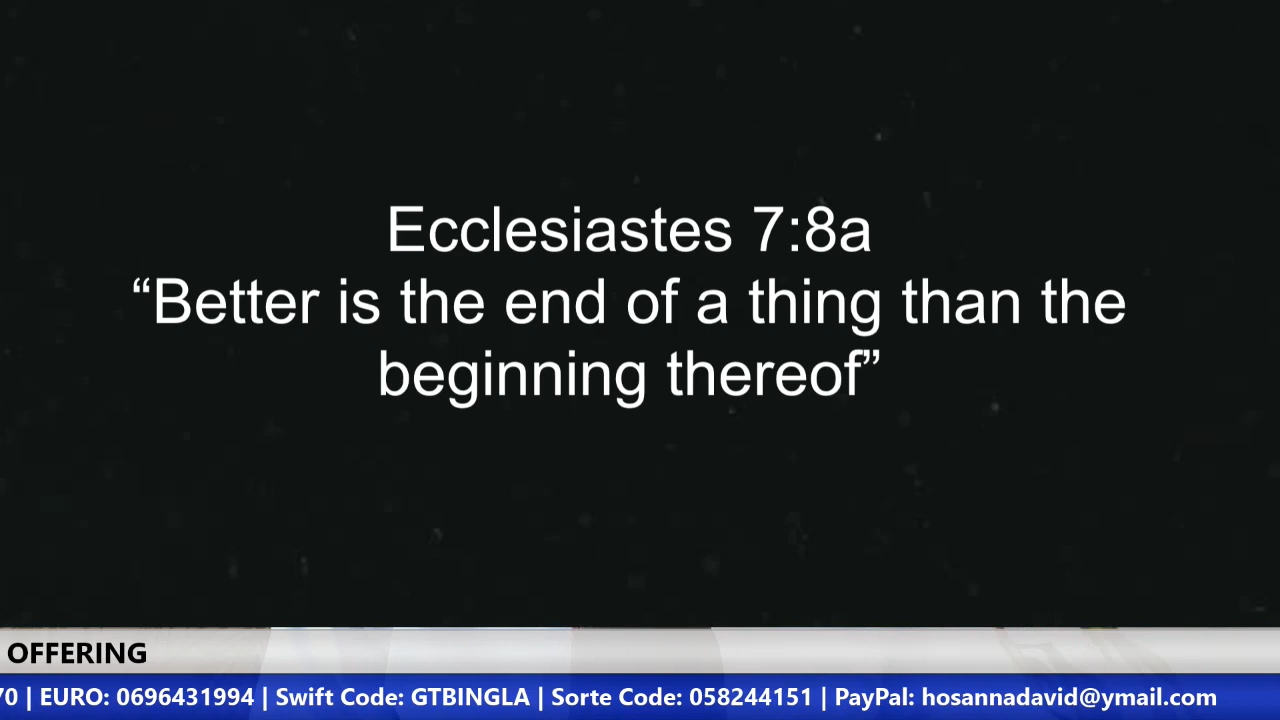 Ecclesiastes 7:8a
“Better is the end of a thing than the
beginning thereof”
OFFERING
70 | EURO: 0696431994 | Swift Code: GTBINGLA | Sorte Code: 058244151 | PayPal: hosannadavid@ymail.com